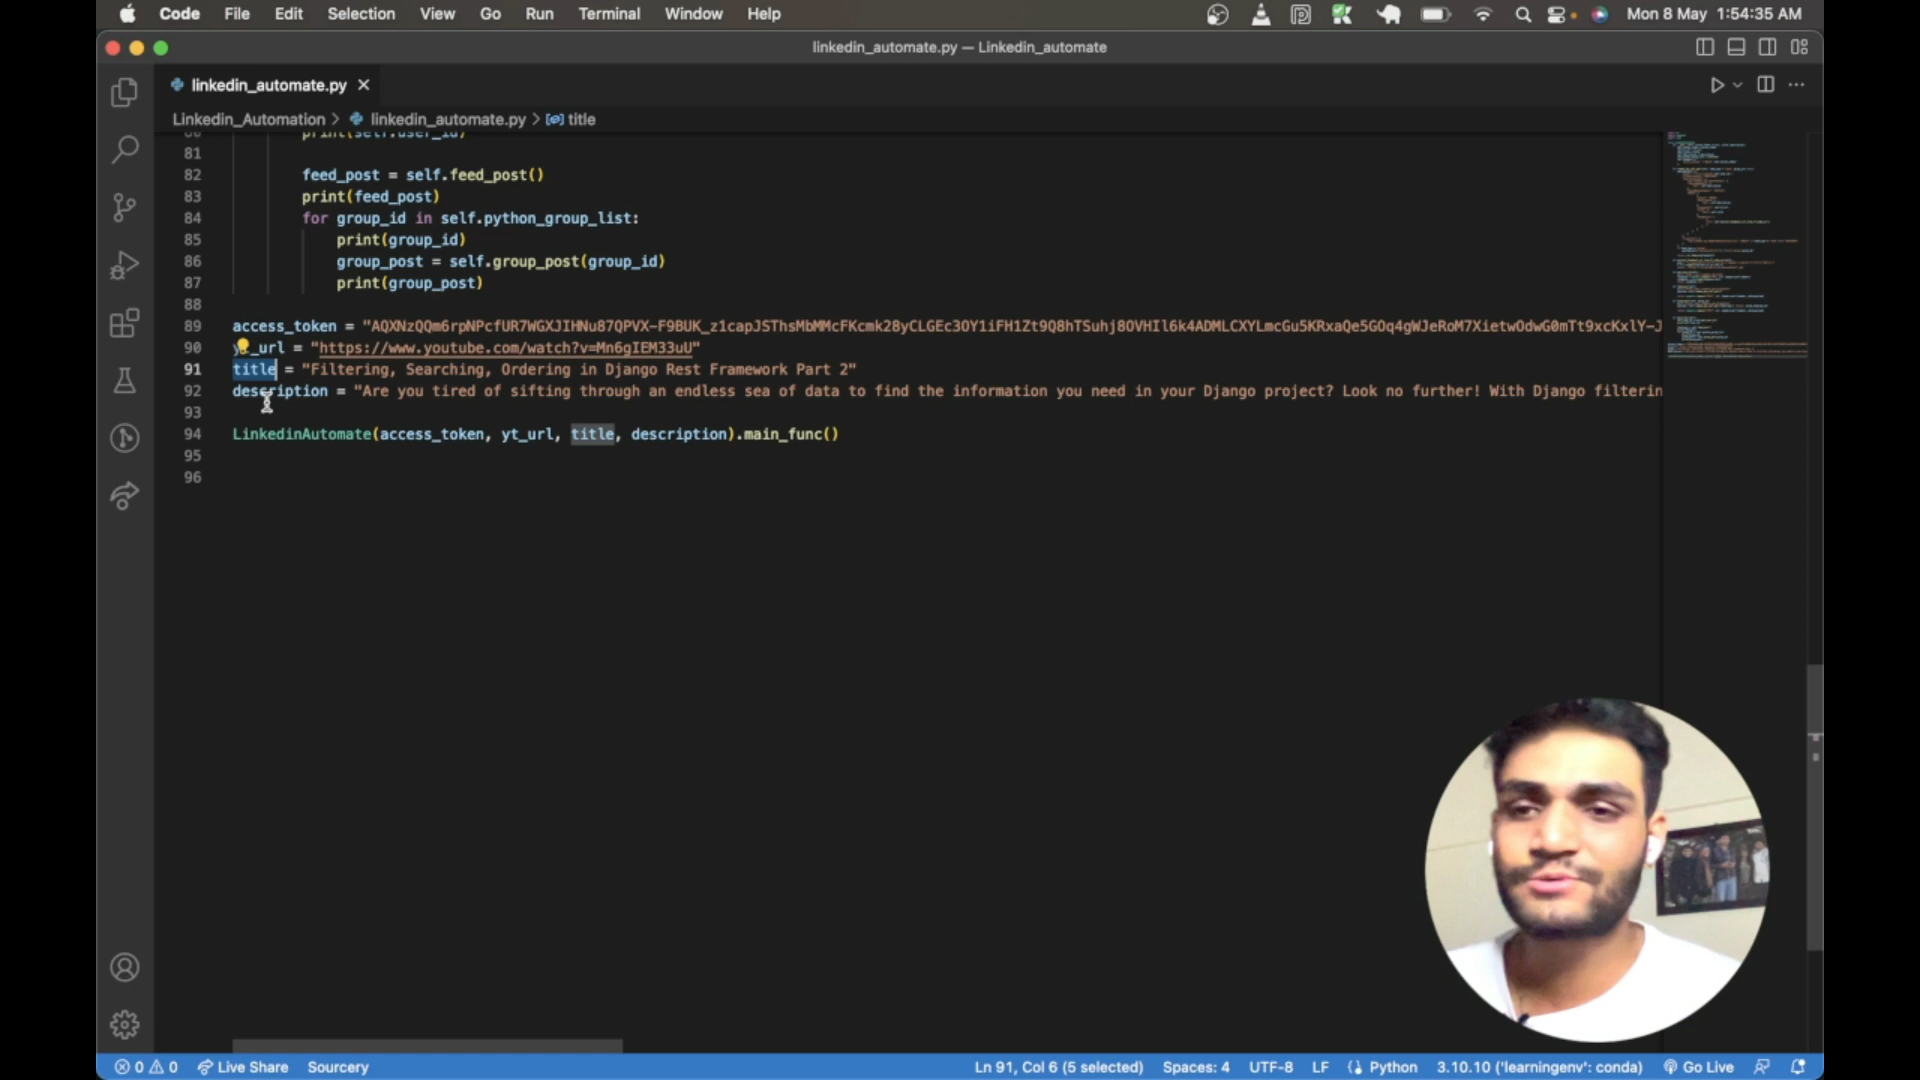 Code File Edit Selection View Go Run Terminal Window Help Mon 8 May 1:54:35 AM
linkedin_automate.py — Linkedin_automate
linkedin_automate.py
Linkedin_Automation > linkedin_automate.py > title
81
82 feed_post = self.feed_post()
83 print(feed_post)
84 for group_id in self.python_group_list:
85 print(group_id)
86 group_post = self.group_post(group_id)
87 print(group_post)
88
89 access_token =
90 _url = "https://www.youtube.com/watch?v=Mn6gIEM33uU"
91 title = "Filtering, Searching, Ordering in Django Rest Framework Part 2"
92 description = "Are you tired of sifting through an endless sea of data to find the information you need in your Django project? Look no further! With Django filterin
93
94 LinkedinAutomate(access_token, yt_url, title, description).main_func()
95
96
0 0 Live Share Sourcery Ln 91, Col 6 (5 selected) Spaces: 4 UTF-8 LF Python 3.10.10 ('learningenv': conda) Go Live